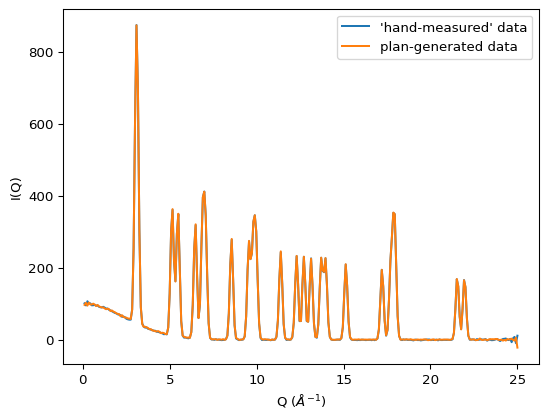 'hand-measured' data
plan-generated data
800
600
400
200
0
I(Q)
0 5 10 15 20 25
Q (Å⁻¹)